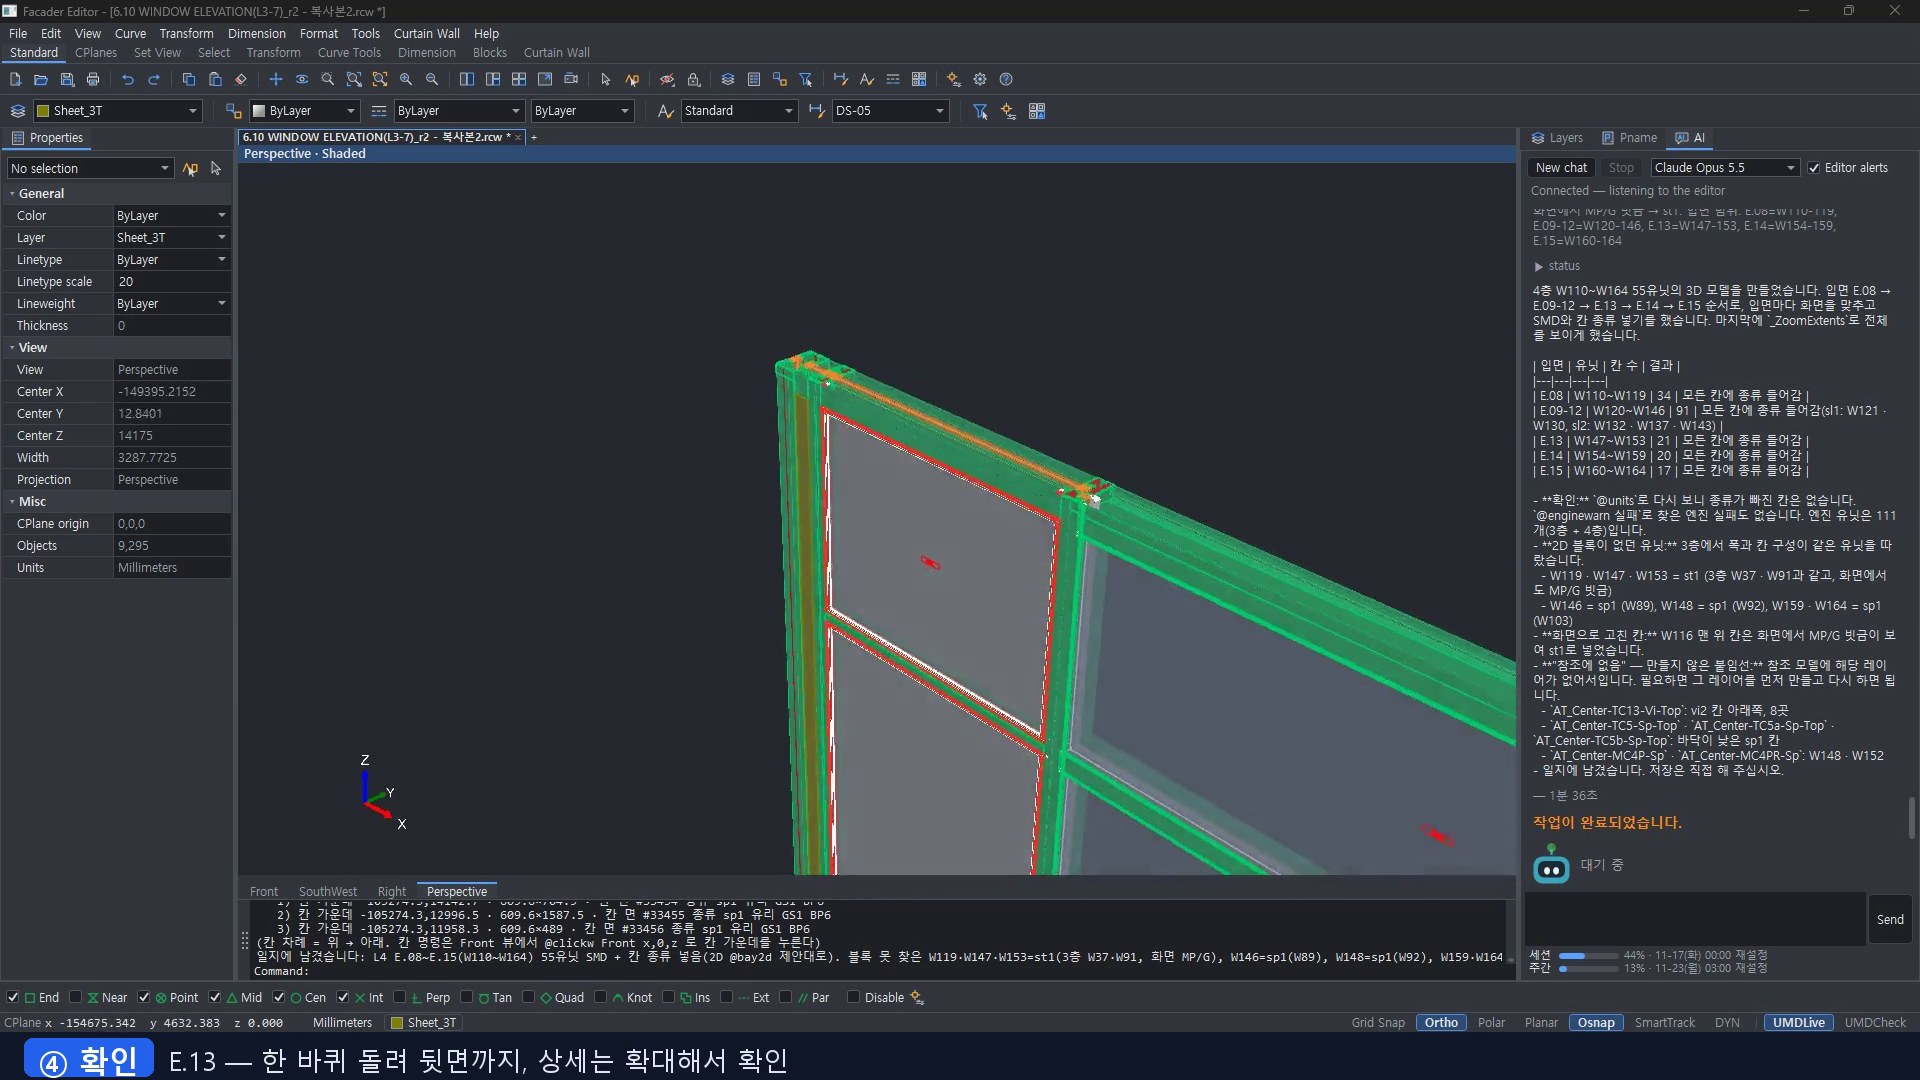 Facader Editor - [6.10 WINDOW ELEVATION(L3-7)_r2 - 복사본2.rcw *]
File Edit View Curve Transform Dimension Format Tools Curtain Wall Help
Standard CPlanes Set View Select Transform Curve Tools Dimension Blocks Curtain Wall
Sheet_3T ByLayer ByLayer ByLayer Standard DS-05
Properties
No selection
General
Color ByLayer
Layer Sheet_3T
Linetype ByLayer
Linetype scale 20
Lineweight ByLayer
Thickness 0
View
View Perspective
Center X -149395.2152
Center Y 12.8401
Center Z 14175
Width 3287.7725
Projection Perspective
Misc
CPlane origin 0,0,0
Objects 9,295
Units Millimeters
6.10 WINDOW ELEVATION(L3-7)_r2 - 복사본2.rcw * × +
Perspective · Shaded
Z
Y
X
Front SouthWest Right Perspective
2) 칸 가운데 -105274.3,12996.5 · 609.6×1587.5 · 칸 면 #33455 종류 sp1 유리 GS1 BP6
3) 칸 가운데 -105274.3,11958.3 · 609.6×489 · 칸 면 #33456 종류 sp1 유리 GS1 BP6
(칸 차례 = 위 → 아래. 칸 명령은 Front 뷰에서 @clickw Front x,0,z 로 칸 가운데를 누른다)
일지에 남겼습니다: L4 E.08~E.15(W110~W164) 55유닛 SMD + 칸 종류 넣음(2D @bay2d 제안대로). 블록 못 찾은 W119·W147·W153=st1(3층 W37·W91, 화면 MP/G), W146=sp1(W89), W148=sp1(W92), W159·W164
Command:
Layers Pname AI
New chat Stop Claude Opus 5.5 Editor alerts
Connected — listening to the editor
화면에서 MP/G 빗금 → st1. 입면 범위: E.08=W110-119,
E.09-12=W120-146, E.13=W147-153, E.14=W154-159,
E.15=W160-164
▶ status
4층 W110~W164 55유닛의 3D 모델을 만들었습니다. 입면 E.08 →
E.09-12 → E.13 → E.14 → E.15 순서로, 입면마다 화면을 맞추고
SMD와 칸 종류 넣기를 했습니다. 마지막에 `_ZoomExtents`로 전체
를 보이게 했습니다.
| 입면 | 유닛 | 칸 수 | 결과 |
|---|---|---|---|
| E.08 | W110~W119 | 34 | 모든 칸에 종류 들어감 |
| E.09-12 | W120~W146 | 91 | 모든 칸에 종류 들어감(sl1: W121 ·
W130, sl2: W132 · W137 · W143) |
| E.13 | W147~W153 | 21 | 모든 칸에 종류 들어감 |
| E.14 | W154~W159 | 20 | 모든 칸에 종류 들어감 |
| E.15 | W160~W164 | 17 | 모든 칸에 종류 들어감 |
- **확인:** `@units`로 다시 보니 종류가 빠진 칸은 없습니다.
`@enginewarn 실패`로 찾은 엔진 실패도 없습니다. 엔진 유닛은 111
개(3층 + 4층)입니다.
- **2D 블록이 없던 유닛:** 3층에서 폭과 칸 구성이 같은 유닛을 따
랐습니다.
- W119 · W147 · W153 = st1 (3층 W37 · W91과 같고, 화면에서
도 MP/G 빗금)
- W146 = sp1 (W89), W148 = sp1 (W92), W159 · W164 = sp1
(W103)
- **화면으로 고친 칸:** W116 맨 위 칸은 화면에서 MP/G 빗금이 보
여 st1로 넣었습니다.
- **"참조에 없음" — 만들지 않은 붙임선:** 참조 모델에 해당 레이
어가 없어서입니다. 필요하면 그 레이어를 먼저 만들고 다시 하면 됩
니다.
- `AT_Center-TC13-Vi-Top`: vi2 칸 아래쪽, 8곳
- `AT_Center-TC5-Sp-Top` · `AT_Center-TC5a-Sp-Top` ·
`AT_Center-TC5b-Sp-Top`: 바닥이 낮은 sp1 칸
- `AT_Center-MC4P-Sp` · `AT_Center-MC4PR-Sp`: W148 · W152
- 일지에 남겼습니다. 저장은 직접 해 주십시오.
— 1분 36초
작업이 완료되었습니다.
대기 중
Send
세션 44% · 11-17(화) 00:00 재설정
주간 13% · 11-23(월) 03:00 재설정
End Near Point Mid Cen Int Perp Tan Quad Knot Ins Ext Par Disable
CPlane x -154675.342 y 4632.383 z 0.000 Millimeters Sheet_3T Grid Snap Ortho Polar Planar Osnap SmartTrack DYN UMDLive UMDCheck
④ 확인 E.13 — 한 바퀴 돌려 뒷면까지, 상세는 확대해서 확인